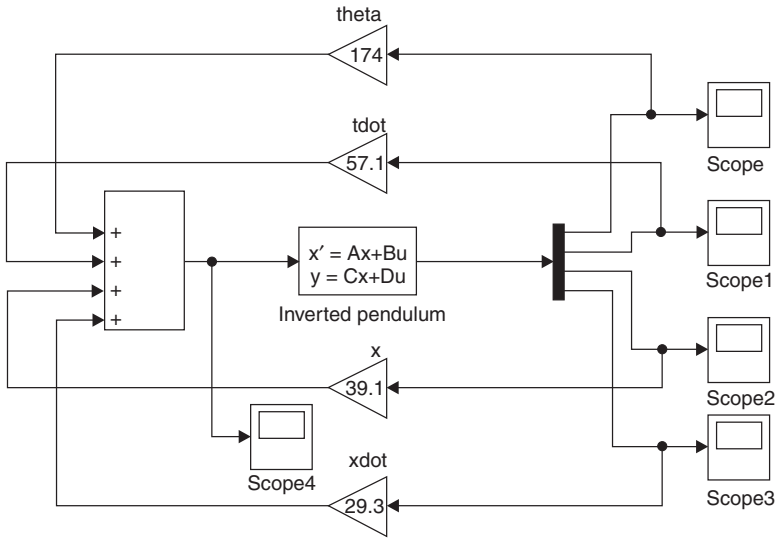 theta
174
Scope
tdot
57.1
+
+
+
+
x′ = Ax+Bu
y = Cx+Du
Inverted pendulum
Scope1
x
39.1
Scope2
Scope4
xdot
29.3
Scope3